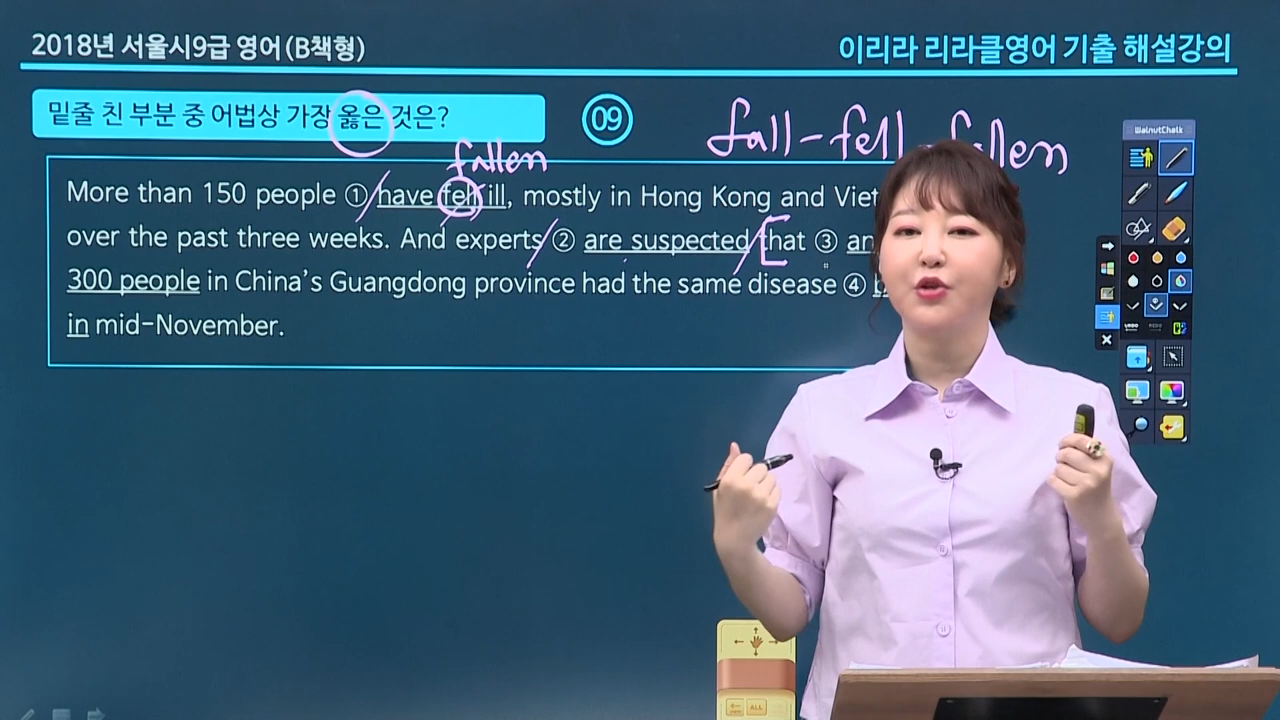 2018년 서울시9급 영어(B책형)
이리라 리라클영어 기출 해설강의
밑줄 친 부분 중 어법상 가장 옳은 것은?
09
fall-fell fallen
fallen
More than 150 people ① have fell ill, mostly in Hong Kong and Viet
over the past three weeks. And experts ② are suspected that ③ an
300 people in China's Guangdong province had the same disease ④
in mid-November.
WalnutChalk
ALL